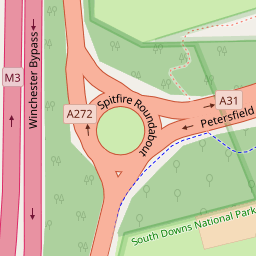 M3
Winchester Bypass
A272
Spitfire Roundabout
A31
Petersfield
South Downs National Park